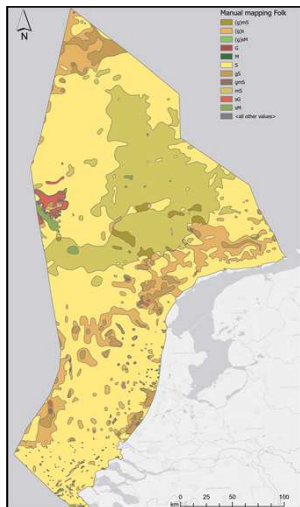 N
Manual mapping Folk
(g)mS
(g)s
(g)sM
G
M
S
gS
gmS
mS
sG
sM
<all other values>
0 25 50 100
km